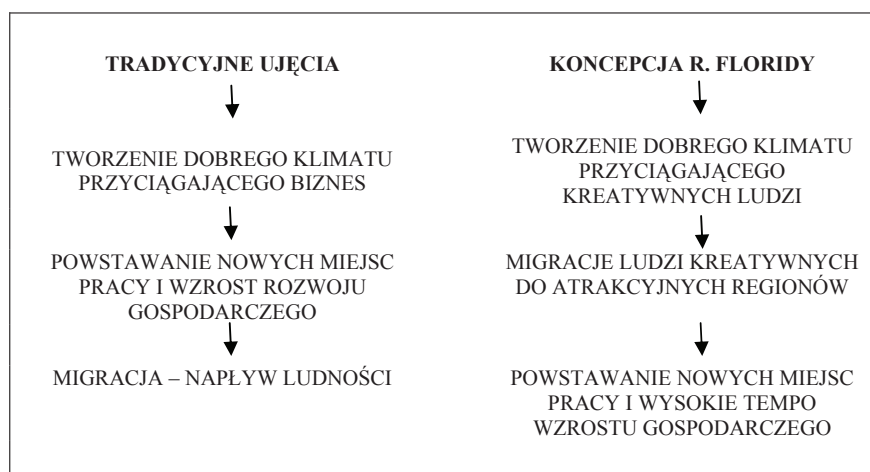 TRADYCYJNE UJĘCIA
TWORZENIE DOBREGO KLIMATU
PRZYCIĄGAJĄCEGO BIZNES
POWSTAWANIE NOWYCH MIEJSC
PRACY I WZROST ROZWOJU
GOSPODARCZEGO
MIGRACJA – NAPŁYW LUDNOŚCI
KONCEPCJA R. FLORIDY
TWORZENIE DOBREGO KLIMATU
PRZYCIĄGAJĄCEGO
KREATYWNYCH LUDZI
MIGRACJE LUDZI KREATYWNYCH
DO ATRAKCYJNYCH REGIONÓW
POWSTAWANIE NOWYCH MIEJSC
PRACY I WYSOKIE TEMPO
WZROSTU GOSPODARCZEGO